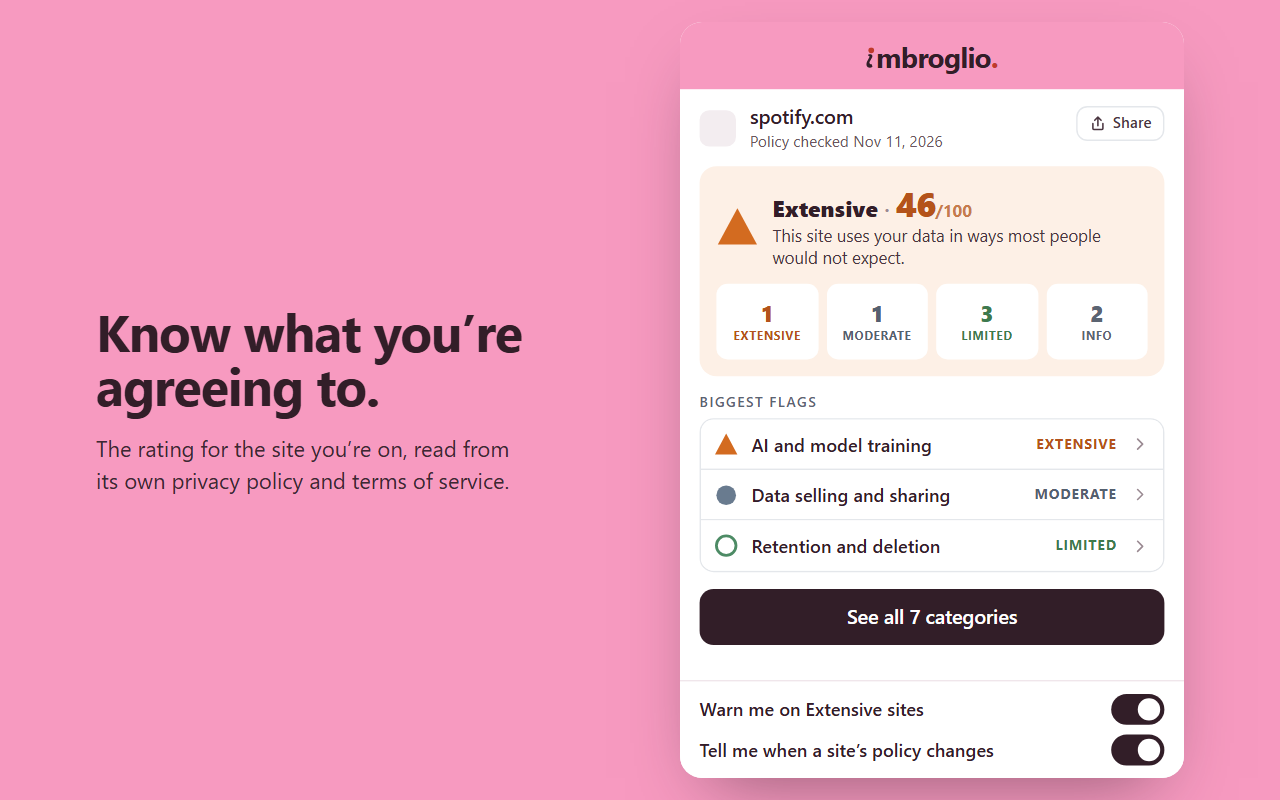 Know what you’re
agreeing to.
The rating for the site you’re on, read from
its own privacy policy and terms of service.
imbroglio.
spotify.com
Policy checked Nov 11, 2026
Share
Extensive · 46/100
This site uses your data in ways most people
would not expect.
1
EXTENSIVE
1
MODERATE
3
LIMITED
2
INFO
BIGGEST FLAGS
AI and model training EXTENSIVE
Data selling and sharing MODERATE
Retention and deletion LIMITED
See all 7 categories
Warn me on Extensive sites
Tell me when a site’s policy changes